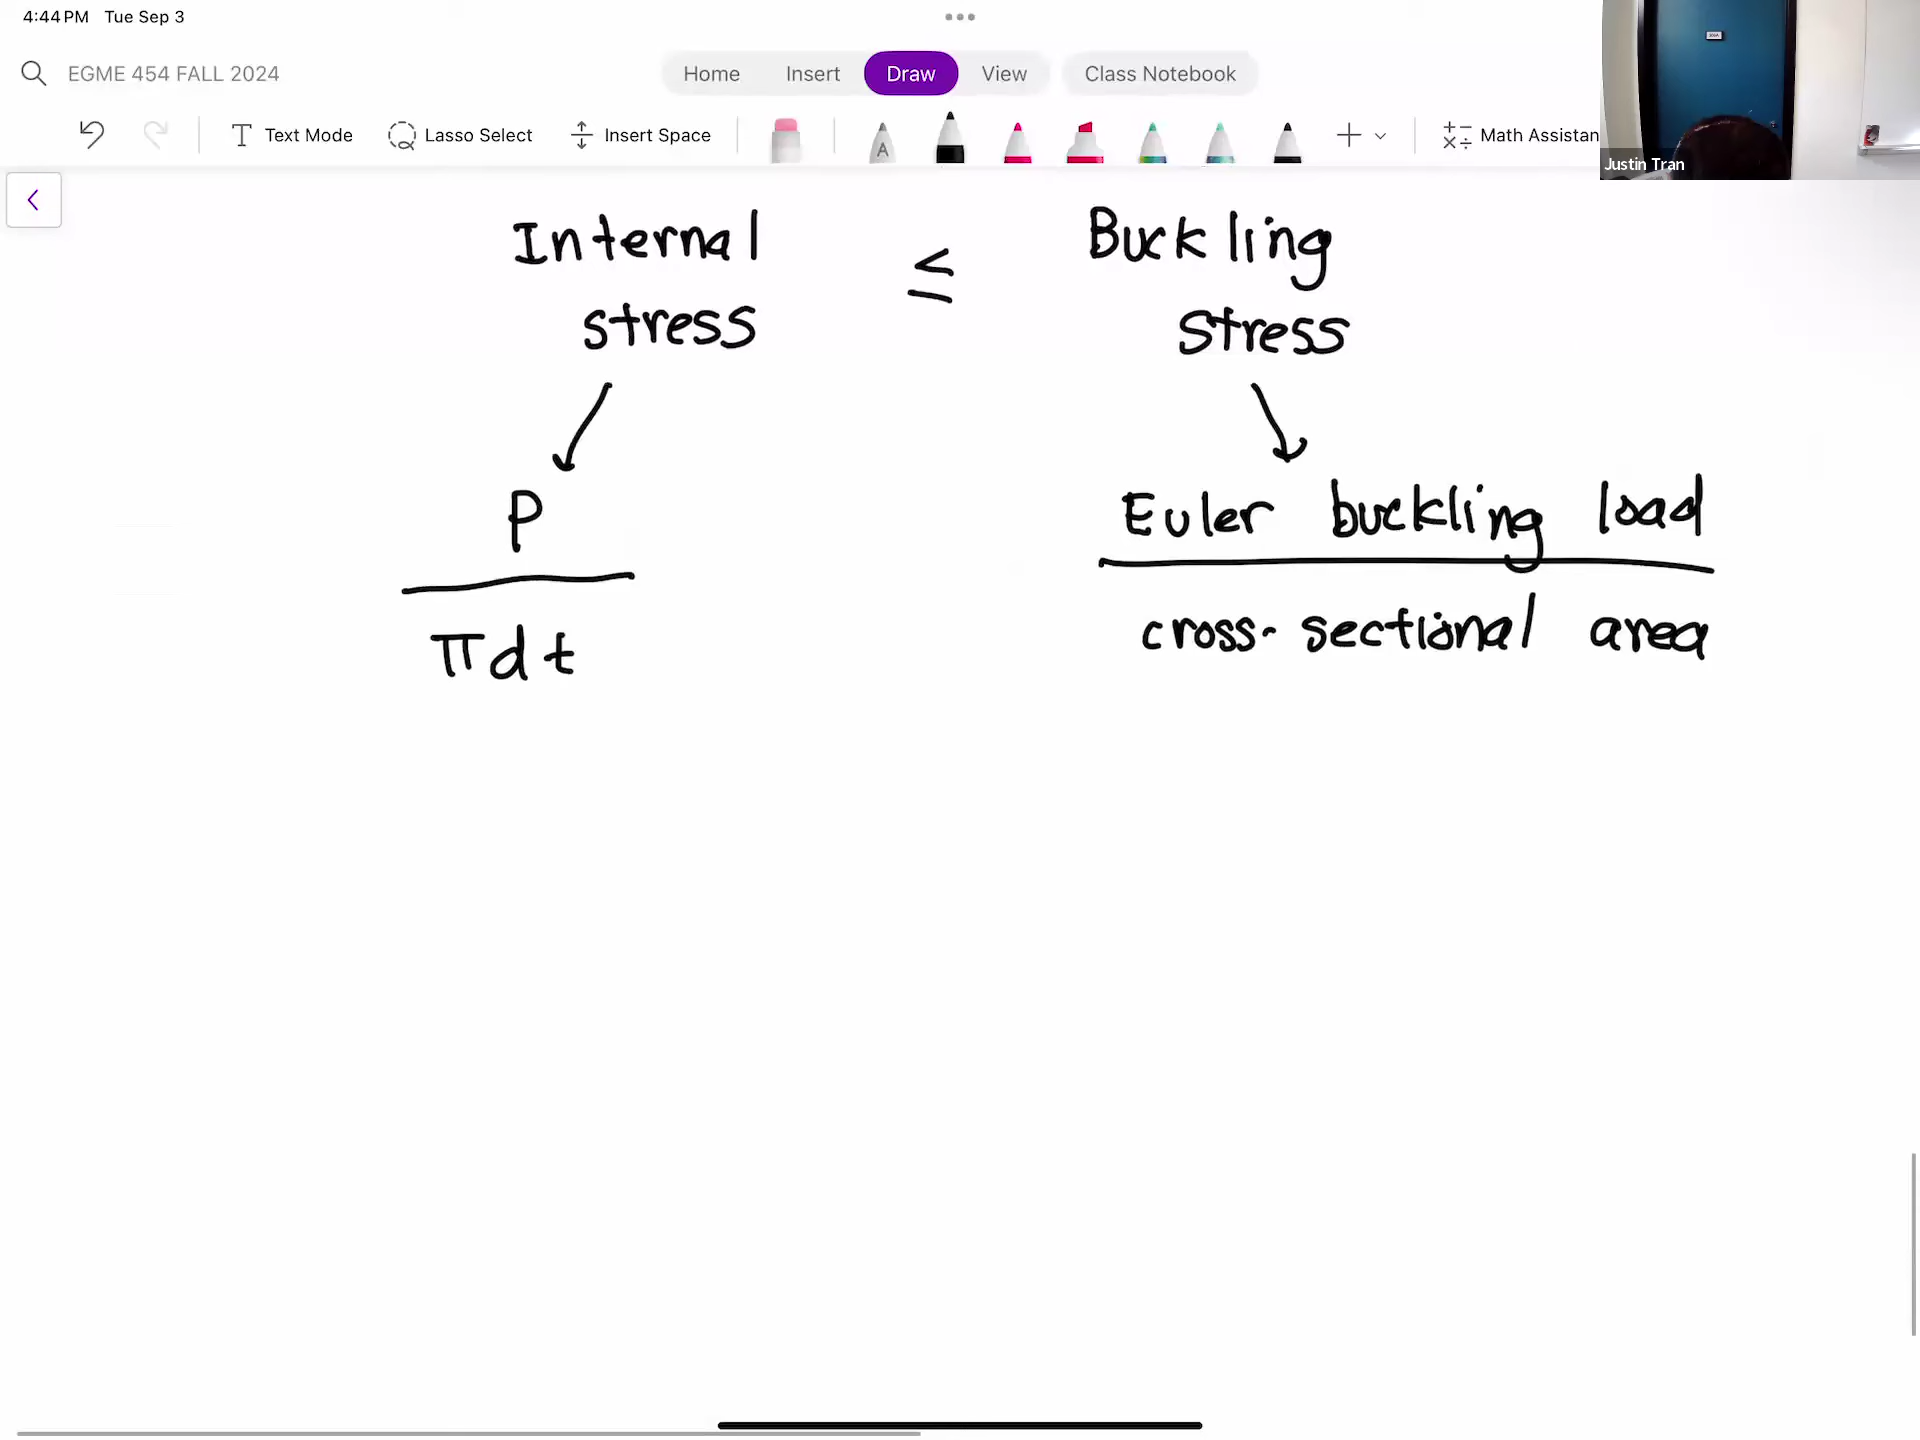 4:44 PM Tue Sep 3
EGME 454 FALL 2024
Home Insert Draw View Class Notebook
Text Mode Lasso Select Insert Space A Math Assistan
Justin Tran
Internal ≤ Buckling
stress stress
P Euler buckling load
πdt cross-sectional area